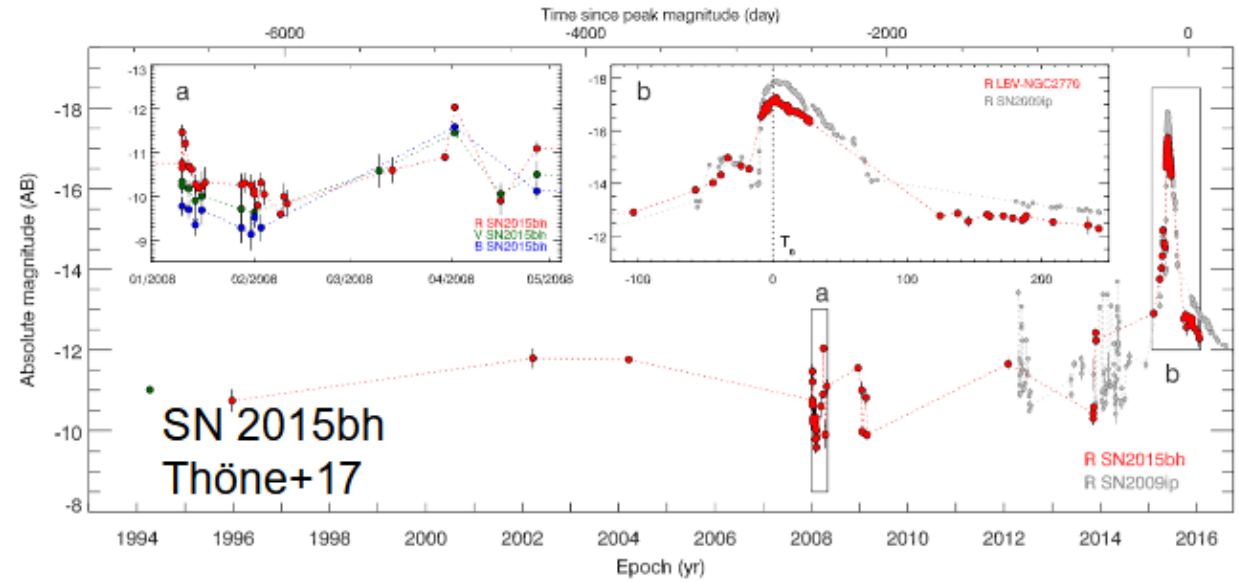 Time since peak magnitude (day)
-6000 -4000 -2000 0
Absolute magnitude (AB)
-18
-16
-14
-12
-10
-8
a
-13
-12
-11
-10
-9
R SN2015bh
V SN2015bh
B SN2015bh
01/2008 02/2008 03/2008 04/2008 05/2008
b
R LBV-NGC2770
R SN2009ip
-18
-16
-14
-12
T₀
-100 0 100 200
a
b
SN 2015bh
Thöne+17
R SN2015bh
R SN2009ip
1994 1996 1998 2000 2002 2004 2006 2008 2010 2012 2014 2016
Epoch (yr)